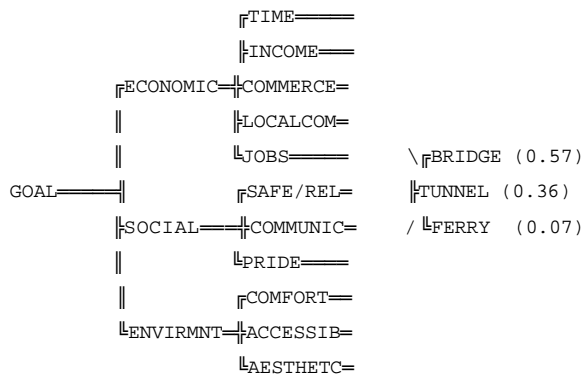 ╔TIME═════
╠INCOME═══
╔ECONOMIC═╬COMMERCE═
║ ╠LOCALCOM═
║ ╚JOBS═════ \╔BRIDGE (0.57)
GOAL═════╣ ╔SAFE/REL═ ╠TUNNEL (0.36)
╠SOCIAL═══╬COMMUNIC═ /╚FERRY (0.07)
║ ╚PRIDE════
║ ╔COMFORT══
╚ENVIRMNT═╬ACCESSIB═
╚AESTHETC═